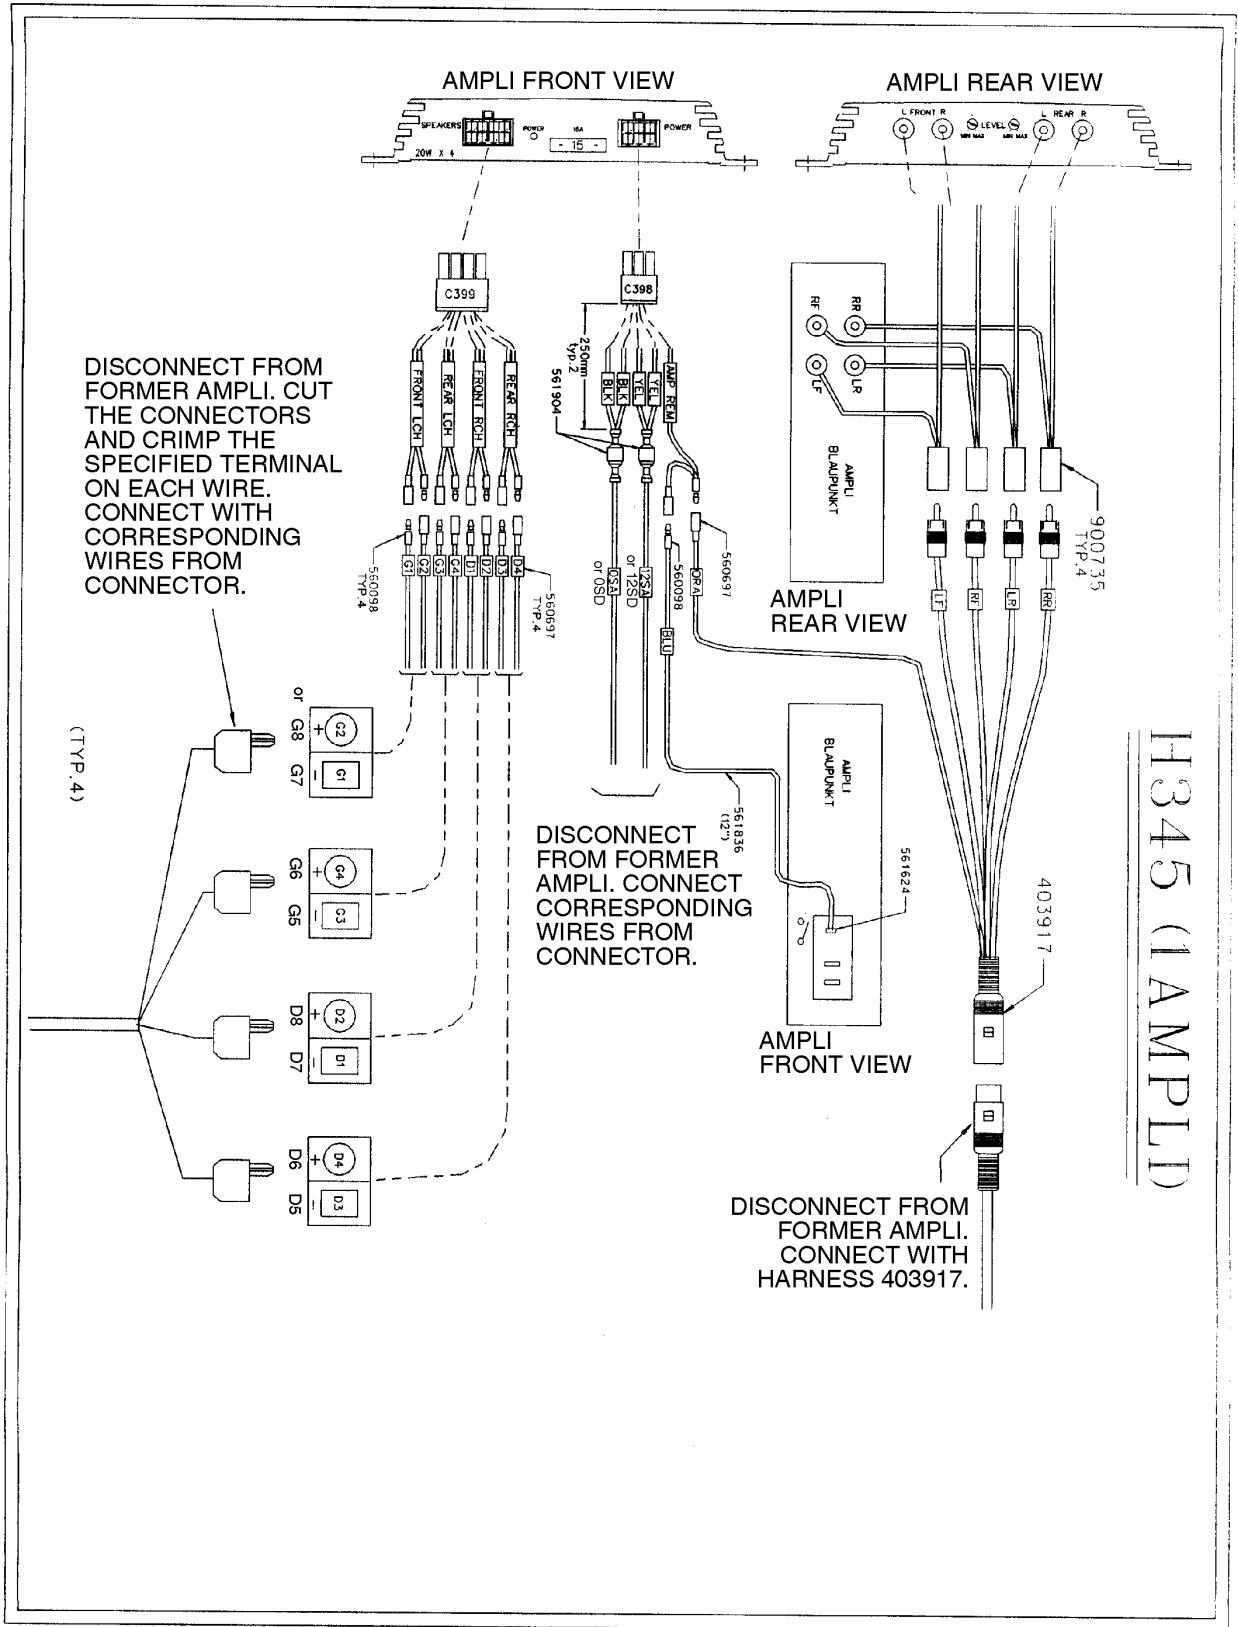 AMPLI FRONT VIEW
SPEAKERS
POWER
15A
- 15 -
POWER
20W X 4
AMPLI REAR VIEW
L FRONT R
LEVEL
L REAR R
MIN MAX
MIN MAX
C399
C398
250mm
typ.2
561904
FRONT LCH
REAR LCH
FRONT RCH
REAR RCH
BLK
BLK
YEL
YEL
AMP REM
RF
RR
LF
LR
AMPLI
BLAUPUNKT
AMPLI
REAR VIEW
900735
TYP.4
DISCONNECT FROM
FORMER AMPLI. CUT
THE CONNECTORS
AND CRIMP THE
SPECIFIED TERMINAL
ON EACH WIRE.
CONNECT WITH
CORRESPONDING
WIRES FROM
CONNECTOR.
G1
G2
G3
G4
D1
D2
D3
D4
560098
TYP.4
560697
TYP.4
0SA
or 0SD
12SA
or 12SD
560098
560697
ORA
BLU
LF
RF
LR
RR
H345 (1AMPLI)
561836
(12")
AMPLI
BLAUPUNKT
561624
403917
DISCONNECT
FROM FORMER
AMPLI. CONNECT
CORRESPONDING
WIRES FROM
CONNECTOR.
AMPLI
FRONT VIEW
DISCONNECT FROM
FORMER AMPLI.
CONNECT WITH
HARNESS 403917.
(TYP.4)
or
G8
G7
+
-
G2
G1
G6
G5
+
-
G4
G3
D8
D7
+
-
D2
D1
D6
D5
+
-
D4
D3